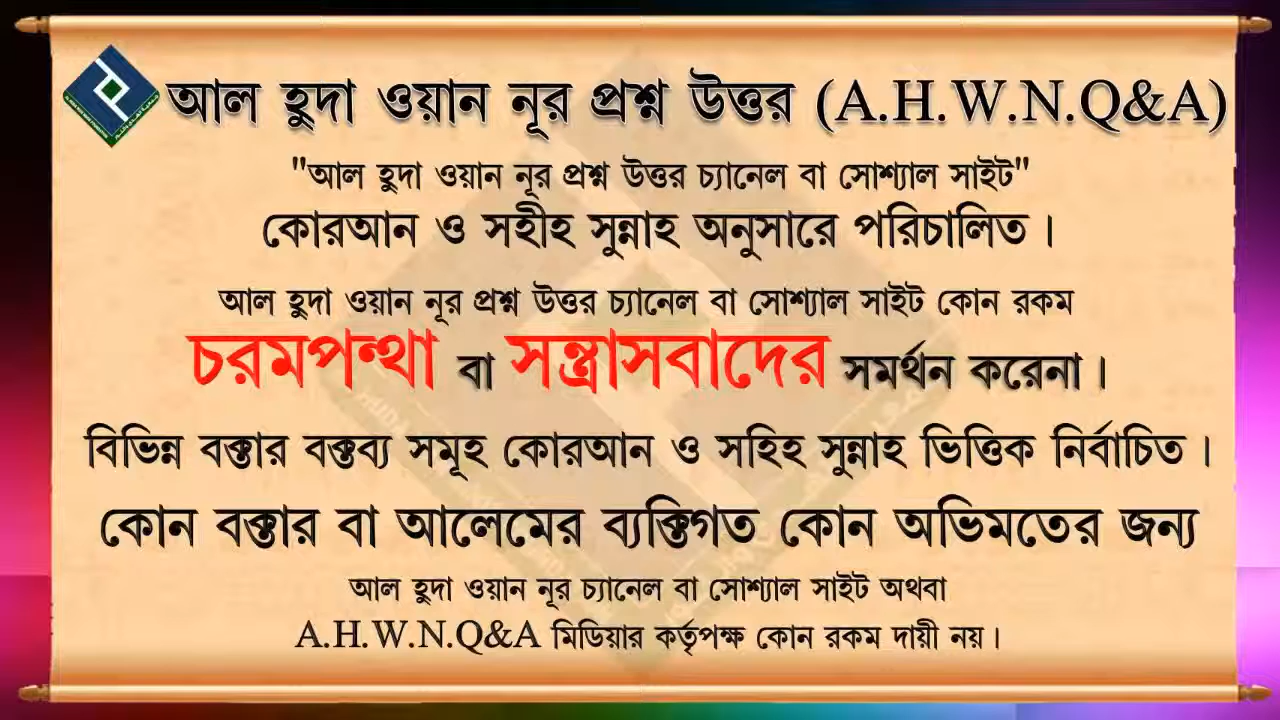 আল হুদা ওয়ান নূর প্রশ্ন উত্তর (A.H.W.N.Q&A)
"আল হুদা ওয়ান নূর প্রশ্ন উত্তর চ্যানেল বা সোশ্যাল সাইট"
কোরআন ও সহীহ সুন্নাহ অনুসারে পরিচালিত।
আল হুদা ওয়ান নূর প্রশ্ন উত্তর চ্যানেল বা সোশ্যাল সাইট কোন রকম
চরমপন্থা বা সন্ত্রাসবাদের সমর্থন করেনা।
বিভিন্ন বক্তার বক্তব্য সমূহ কোরআন ও সহিহ সুন্নাহ ভিত্তিক নির্বাচিত।
কোন বক্তার বা আলেমের ব্যক্তিগত কোন অভিমতের জন্য
আল হুদা ওয়ান নূর চ্যানেল বা সোশ্যাল সাইট অথবা
A.H.W.N.Q&A মিডিয়ার কর্তৃপক্ষ কোন রকম দায়ী নয়।